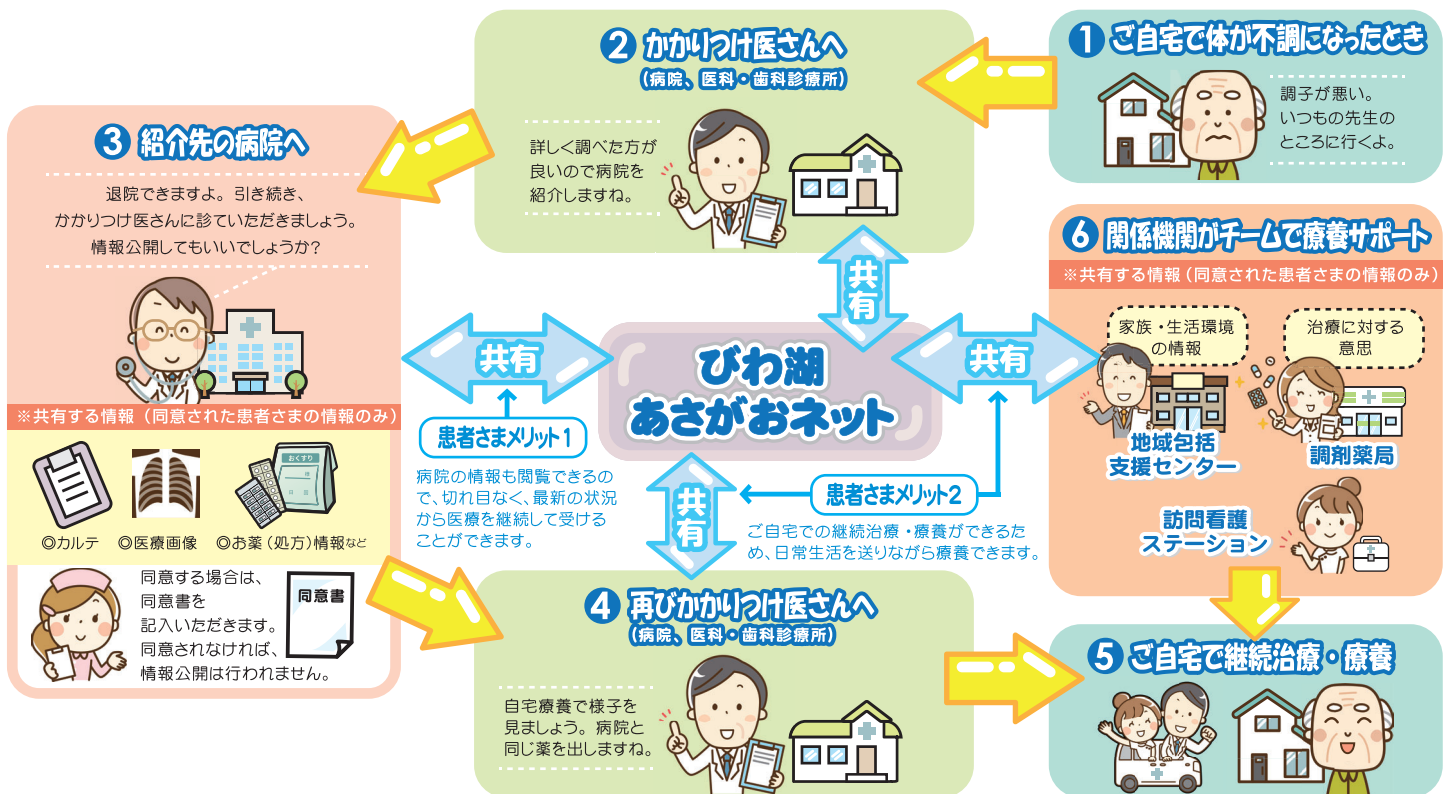 1 ご自宅で体が不調になったとき
調子が悪い。
いつもの先生の
ところに行くよ。
2 かかりつけ医さんへ
(病院、医科・歯科診療所)
詳しく調べた方が
良いので病院を
紹介しますね。
3 紹介先の病院へ
退院できますよ。引き続き、
かかりつけ医さんに診ていただきましょう。
情報公開してもいいでしょうか?
※共有する情報(同意された患者さまの情報のみ)
◎カルテ ◎医療画像 ◎お薬(処方)情報など
おくすり
同意する場合は、
同意書を
記入いただきます。
同意されなければ、
情報公開は行われません。
同意書
共有
共有
共有
共有
びわ湖
あさがおネット
患者さまメリット1
病院の情報も閲覧できるの
で、切れ目なく、最新の状況
から医療を継続して受ける
ことができます。
患者さまメリット2
ご自宅での継続治療・療養ができるた
め、日常生活を送りながら療養できます。
4 再びかかりつけ医さんへ
(病院、医科・歯科診療所)
自宅療養で様子を
見ましょう。病院と
同じ薬を出しますね。
5 ご自宅で継続治療・療養
6 関係機関がチームで療養サポート
※共有する情報(同意された患者さまの情報のみ)
家族・生活環境
の情報
治療に対する
意思
地域包括
支援センター
調剤薬局
訪問看護
ステーション